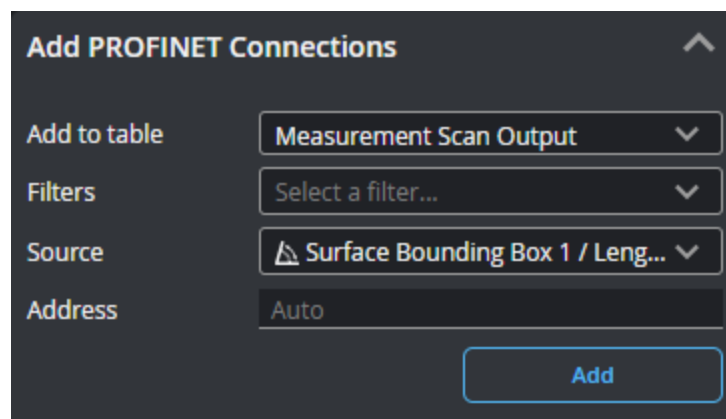 Add PROFINET Connections
Add to table Measurement Scan Output
Filters Select a filter...
Source Surface Bounding Box 1 / Leng...
Address Auto
Add